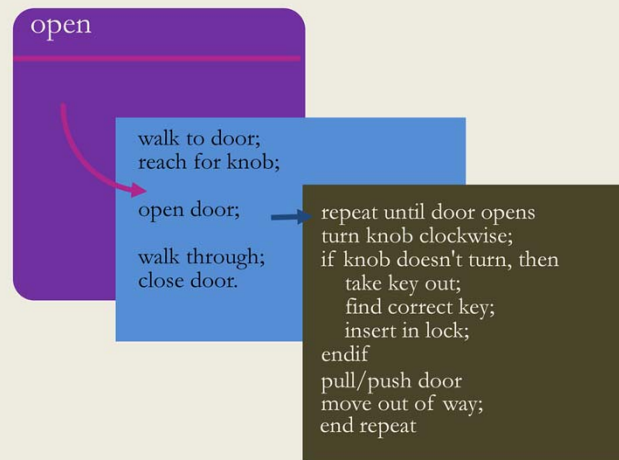 open
walk to door;
reach for knob;
open door;
walk through;
close door.
repeat until door opens
turn knob clockwise;
if knob doesn't turn, then
take key out;
find correct key;
insert in lock;
endif
pull/push door
move out of way;
end repeat